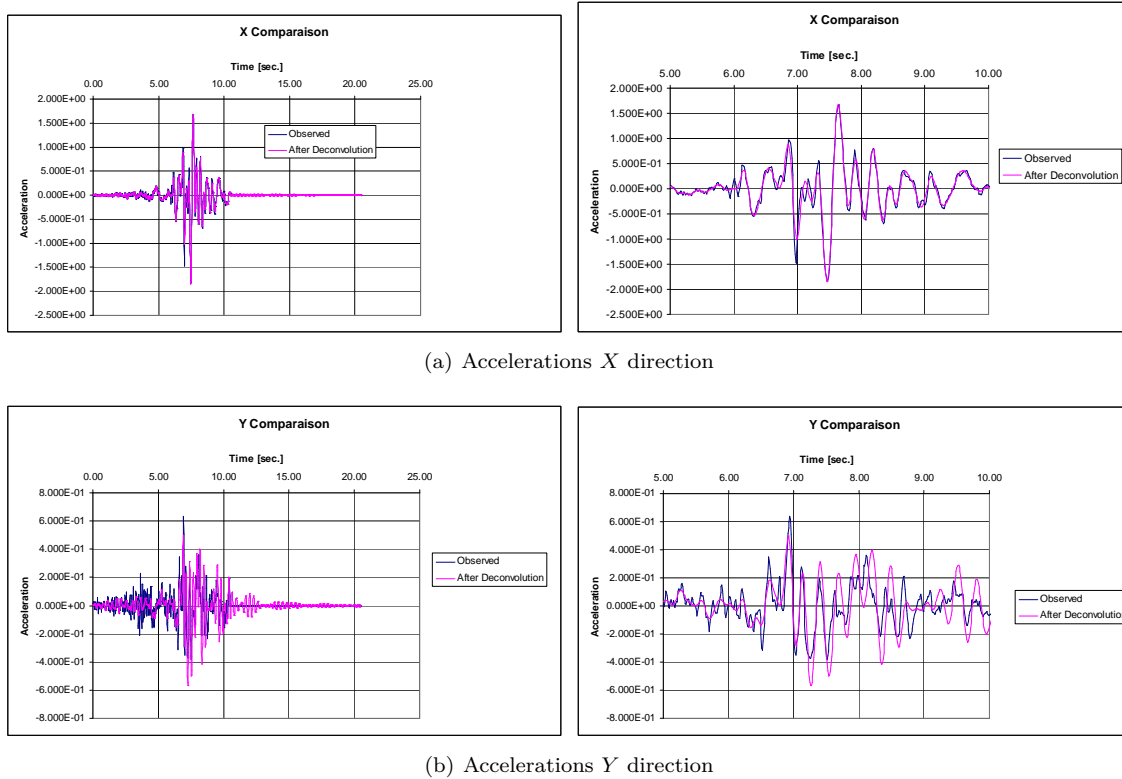 X Comparaison
Time [sec.]
0.00 5.00 10.00 15.00 20.00 25.00
2.000E+00
1.500E+00
1.000E+00
5.000E-01
0.000E+00
-5.000E-01
-1.000E+00
-1.500E+00
-2.000E+00
-2.500E+00
Acceleration
Observed
After Deconvolution
X Comparaison
Time [sec.]
5.00 6.00 7.00 8.00 9.00 10.00
2.000E+00
1.500E+00
1.000E+00
5.000E-01
0.000E+00
-5.000E-01
-1.000E+00
-1.500E+00
-2.000E+00
-2.500E+00
Acceleration
Observed
After Deconvolution
(a) Accelerations X direction
Y Comparaison
Time [sec.]
0.00 5.00 10.00 15.00 20.00 25.00
8.000E-01
6.000E-01
4.000E-01
2.000E-01
0.000E+00
-2.000E-01
-4.000E-01
-6.000E-01
-8.000E-01
Acceleration
Observed
After Deconvolution
Y Comparaison
Time [sec.]
5.00 6.00 7.00 8.00 9.00 10.00
8.000E-01
6.000E-01
4.000E-01
2.000E-01
0.000E+00
-2.000E-01
-4.000E-01
-6.000E-01
-8.000E-01
Acceleration
Observed
After Deconvolution
(b) Accelerations Y direction